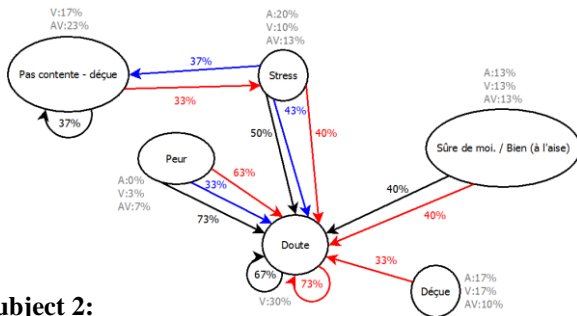 V:17%
AV:23%
Pas contente - déçue
37%
37%
33%
A:20%
V:10%
AV:13%
Stress
50%
43%
40%
A:13%
V:13%
AV:13%
Sûre de moi. / Bien (à l'aise)
40%
40%
Peur
A:0%
V:3%
AV:7%
63%
33%
73%
Doute
67%
73%
V:30%
33%
Déçue
A:17%
V:17%
AV:10%
ubject 2: